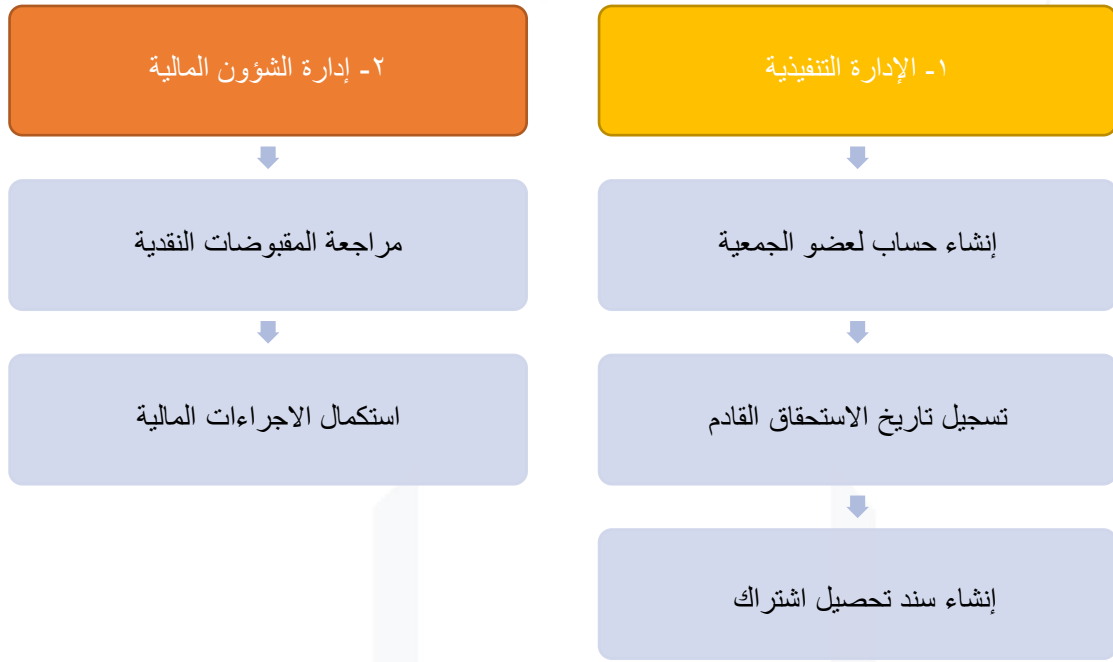 ١- الإدارة التنفيذية
إنشاء حساب لعضو الجمعية
تسجيل تاريخ الاستحقاق القادم
إنشاء سند تحصيل اشتراك
٢- إدارة الشؤون المالية
مراجعة المقبوضات النقدية
استكمال الاجراءات المالية